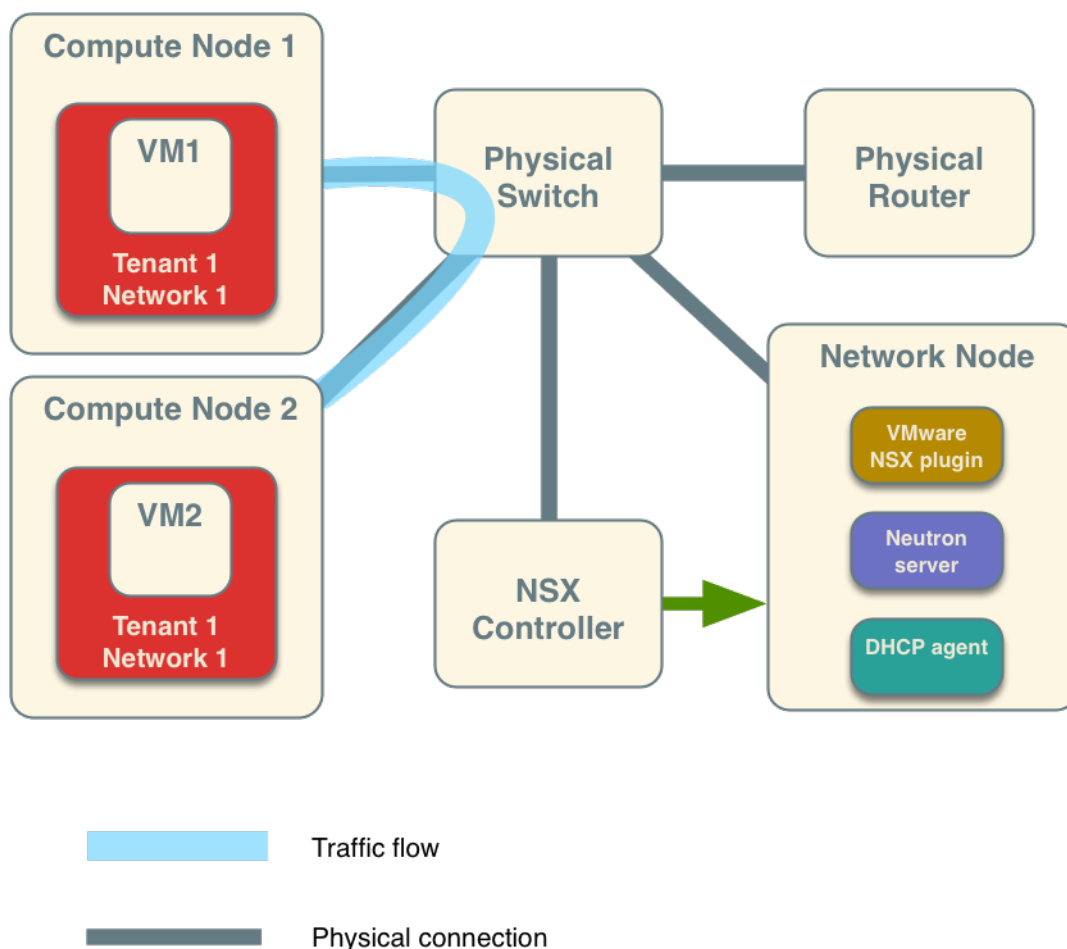 Compute Node 1
VM1
Tenant 1
Network 1
Physical
Switch
Physical
Router
Compute Node 2
VM2
Tenant 1
Network 1
NSX
Controller
Network Node
VMware
NSX plugin
Neutron
server
DHCP agent
Traffic flow
Physical connection